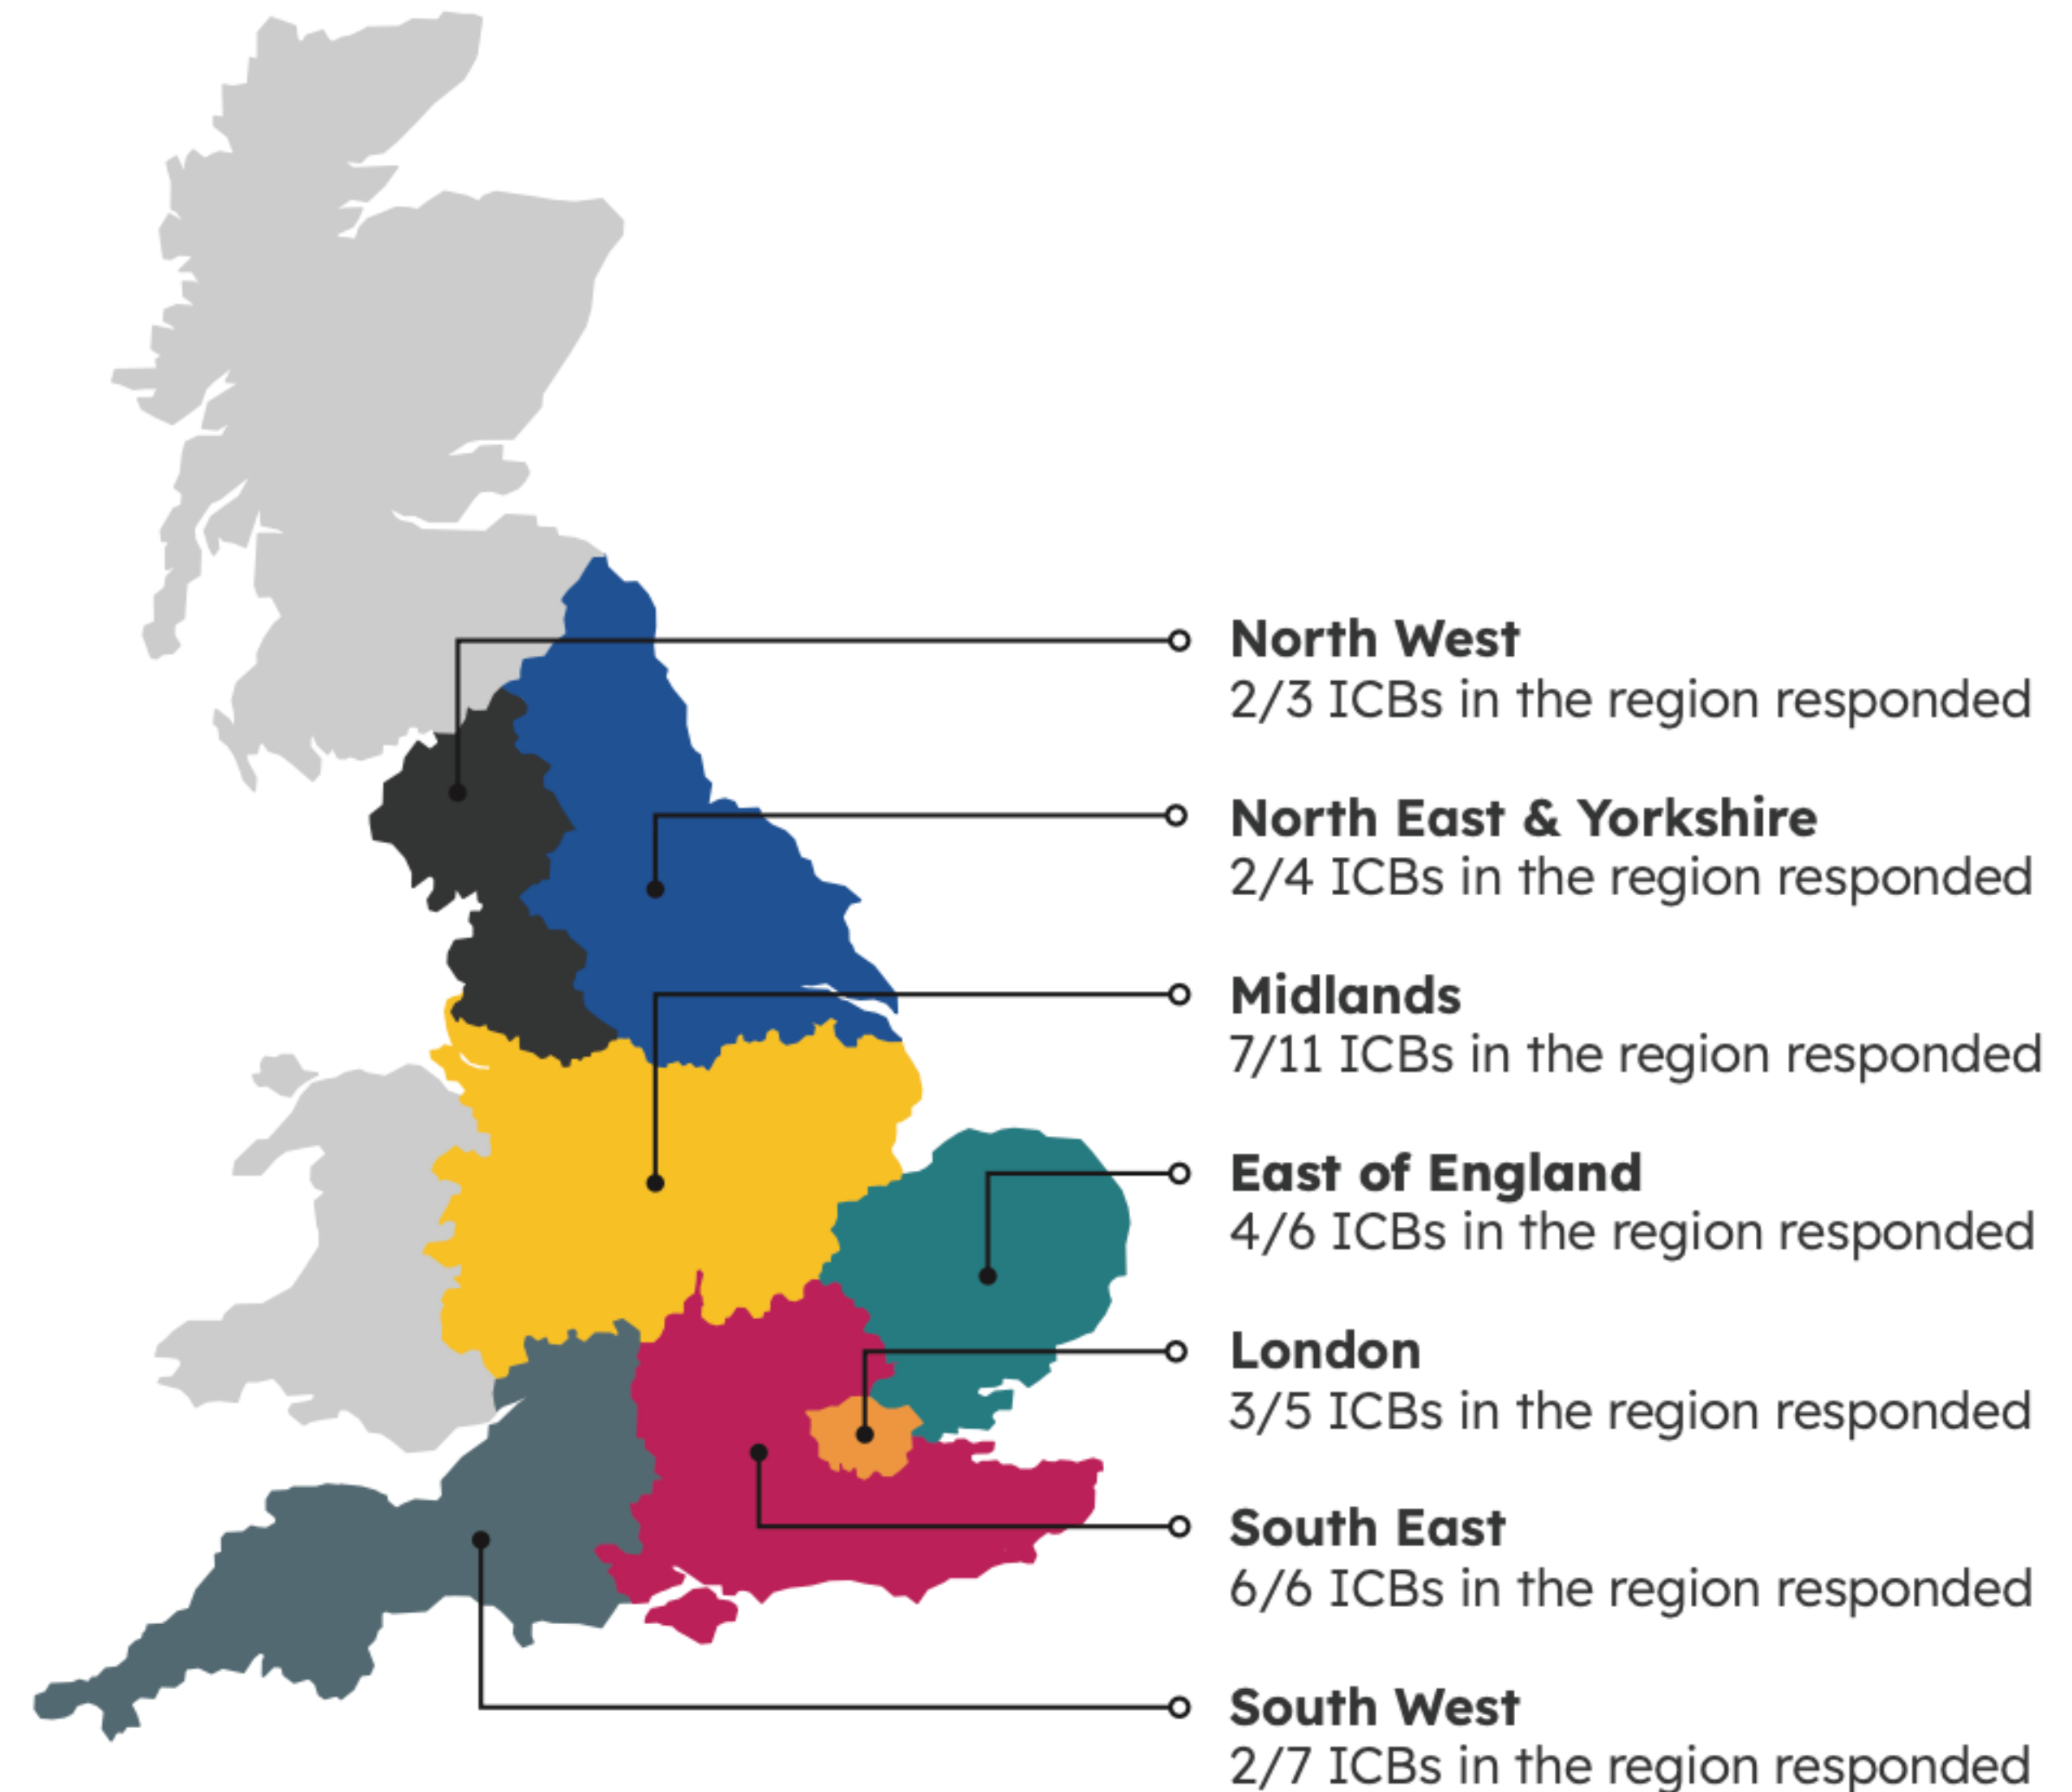 North West
2/3 ICBs in the region responded
North East & Yorkshire
2/4 ICBs in the region responded
Midlands
7/11 ICBs in the region responded
East of England
4/6 ICBs in the region responded
London
3/5 ICBs in the region responded
South East
6/6 ICBs in the region responded
South West
2/7 ICBs in the region responded